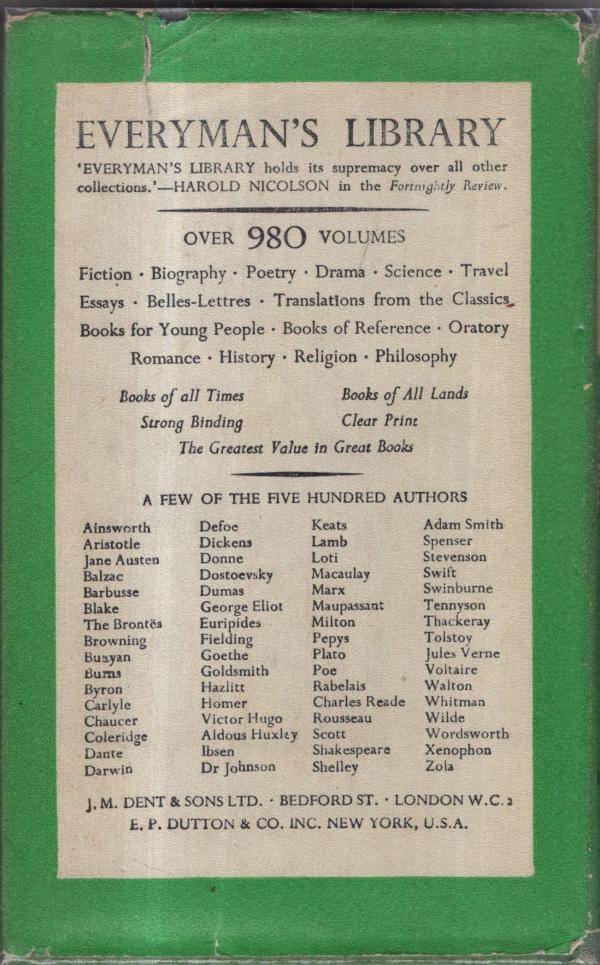 EVERYMAN'S LIBRARY
'EVERYMAN'S LIBRARY holds its supremacy over all other
collections.'—HAROLD NICOLSON in the Fortnightly Review.
OVER 980 VOLUMES
Fiction · Biography · Poetry · Drama · Science · Travel
Essays · Belles-Lettres · Translations from the Classics
Books for Young People · Books of Reference · Oratory
Romance · History · Religion · Philosophy
Books of all Times Books of All Lands
Strong Binding Clear Print
The Greatest Value in Great Books
A FEW OF THE FIVE HUNDRED AUTHORS
Ainsworth
Aristotle
Jane Austen
Balzac
Barbusse
Blake
The Brontës
Browning
Bunyan
Burns
Byron
Carlyle
Chaucer
Coleridge
Dante
Darwin
Defoe
Dickens
Donne
Dostoevsky
Dumas
George Eliot
Euripides
Fielding
Goethe
Goldsmith
Hazlitt
Homer
Victor Hugo
Aldous Huxley
Ibsen
Dr Johnson
Keats
Lamb
Loti
Macaulay
Marx
Maupassant
Milton
Pepys
Plato
Poe
Rabelais
Charles Reade
Rousseau
Scott
Shakespeare
Shelley
Adam Smith
Spenser
Stevenson
Swift
Swinburne
Tennyson
Thackeray
Tolstoy
Jules Verne
Voltaire
Walton
Whitman
Wilde
Wordsworth
Xenophon
Zola
J. M. DENT & SONS LTD. · BEDFORD ST. · LONDON W.C.2
E. P. DUTTON & CO. INC. NEW YORK, U.S.A.